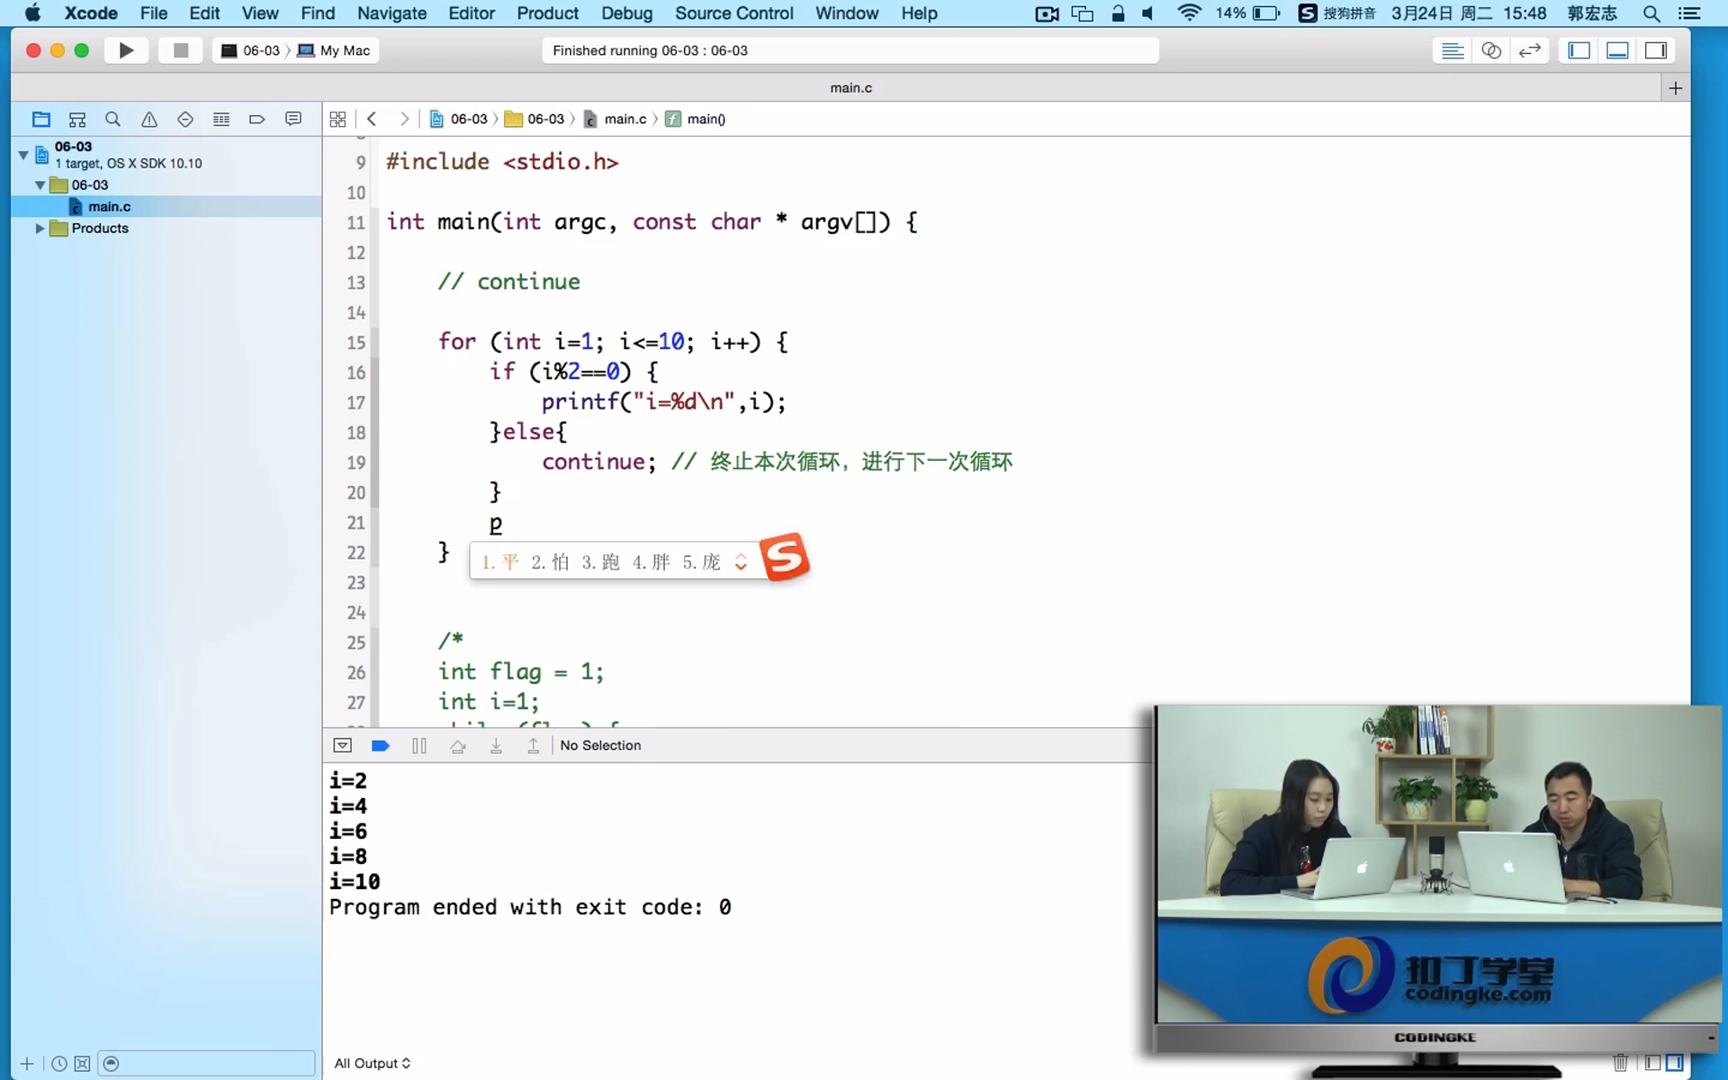 Xcode File Edit View Find Navigate Editor Product Debug Source Control Window Help 14% S 搜狗拼音 3月24日 周二 15:48 郭宏志
06-03 My Mac Finished running 06-03 : 06-03
main.c
06-03 06-03 main.c main()
06-03
1 target, OS X SDK 10.10
06-03
main.c
Products
9 #include <stdio.h>
10
11 int main(int argc, const char * argv[]) {
12
13 // continue
14
15 for (int i=1; i<=10; i++) {
16 if (i%2==0) {
17 printf("i=%d\n",i);
18 }else{
19 continue; // 终止本次循环，进行下一次循环
20 }
21 p
22 }
1.平 2.怕 3.跑 4.胖 5.庞
S
23
24
25 /*
26 int flag = 1;
27 int i=1;
No Selection
i=2
i=4
i=6
i=8
i=10
Program ended with exit code: 0
All Output
扣丁学堂
codingke.com
CODINGKE